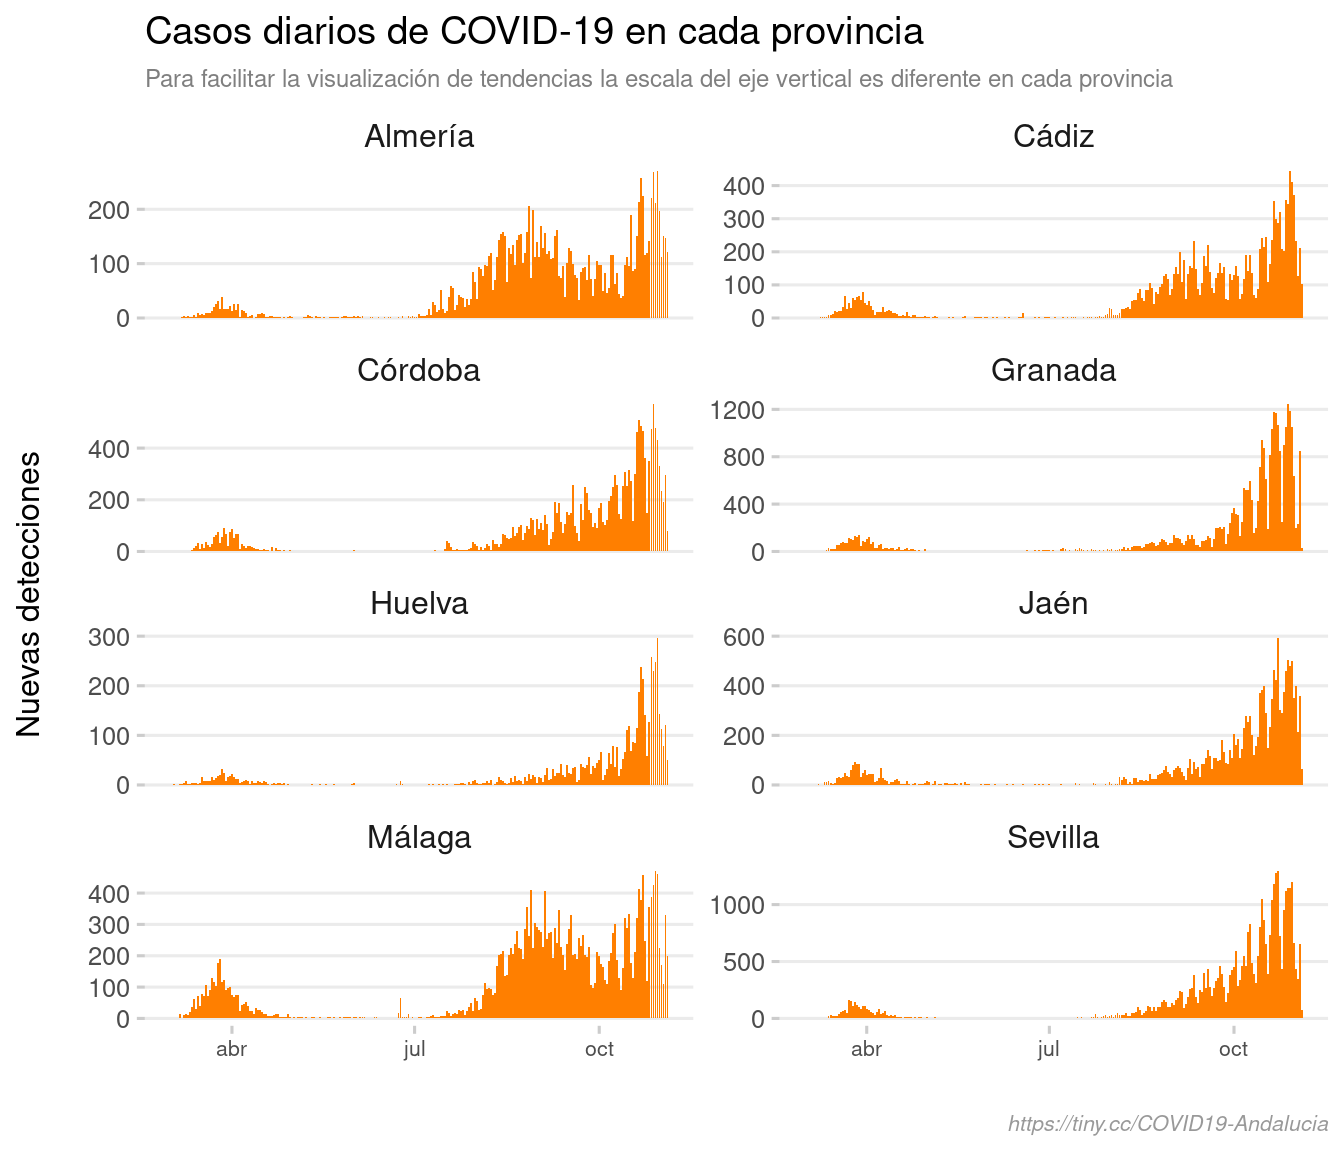 Casos diarios de COVID-19 en cada provincia
Para facilitar la visualización de tendencias la escala del eje vertical es diferente en cada provincia
Nuevas detecciones
Almería
200
100
0
Cádiz
400
300
200
100
0
Córdoba
400
200
0
Granada
1200
800
400
0
Huelva
300
200
100
0
Jaén
600
400
200
0
Málaga
400
300
200
100
0
abr
jul
oct
Sevilla
1000
500
0
abr
jul
oct
https://tiny.cc/COVID19-Andalucia